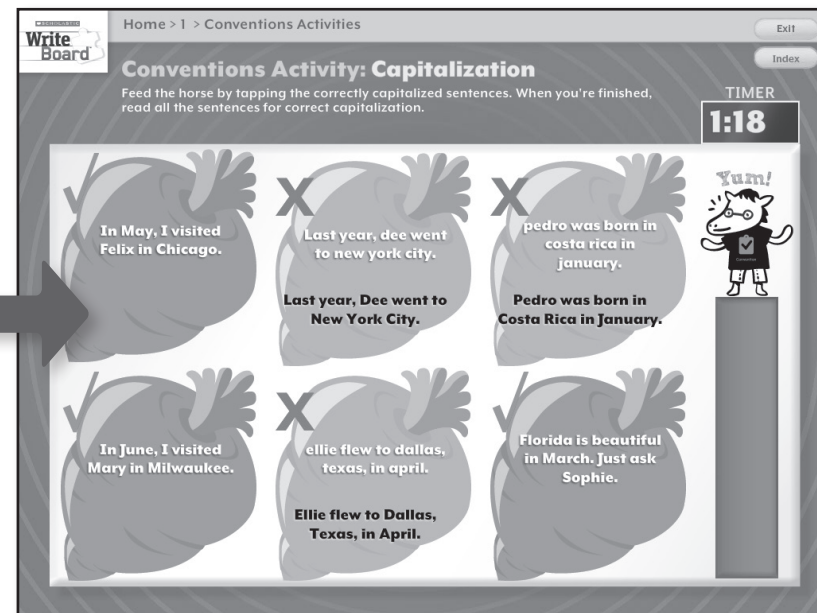 SCHOLASTIC
Write
Board
Home > 1 > Conventions Activities
Exit
Index
Conventions Activity: Capitalization
Feed the horse by tapping the correctly capitalized sentences. When you're finished,
read all the sentences for correct capitalization.
TIMER
1:18
In May, I visited
Felix in Chicago.
X
Last year, dee went
to new york city.
Last year, Dee went to
New York City.
X
pedro was born in
costa rica in
january.
Pedro was born in
Costa Rica in January.
Yum!
Conventions
In June, I visited
Mary in Milwaukee.
X
ellie flew to dallas,
texas, in april.
Ellie flew to Dallas,
Texas, in April.
Florida is beautiful
in March. Just ask
Sophie.